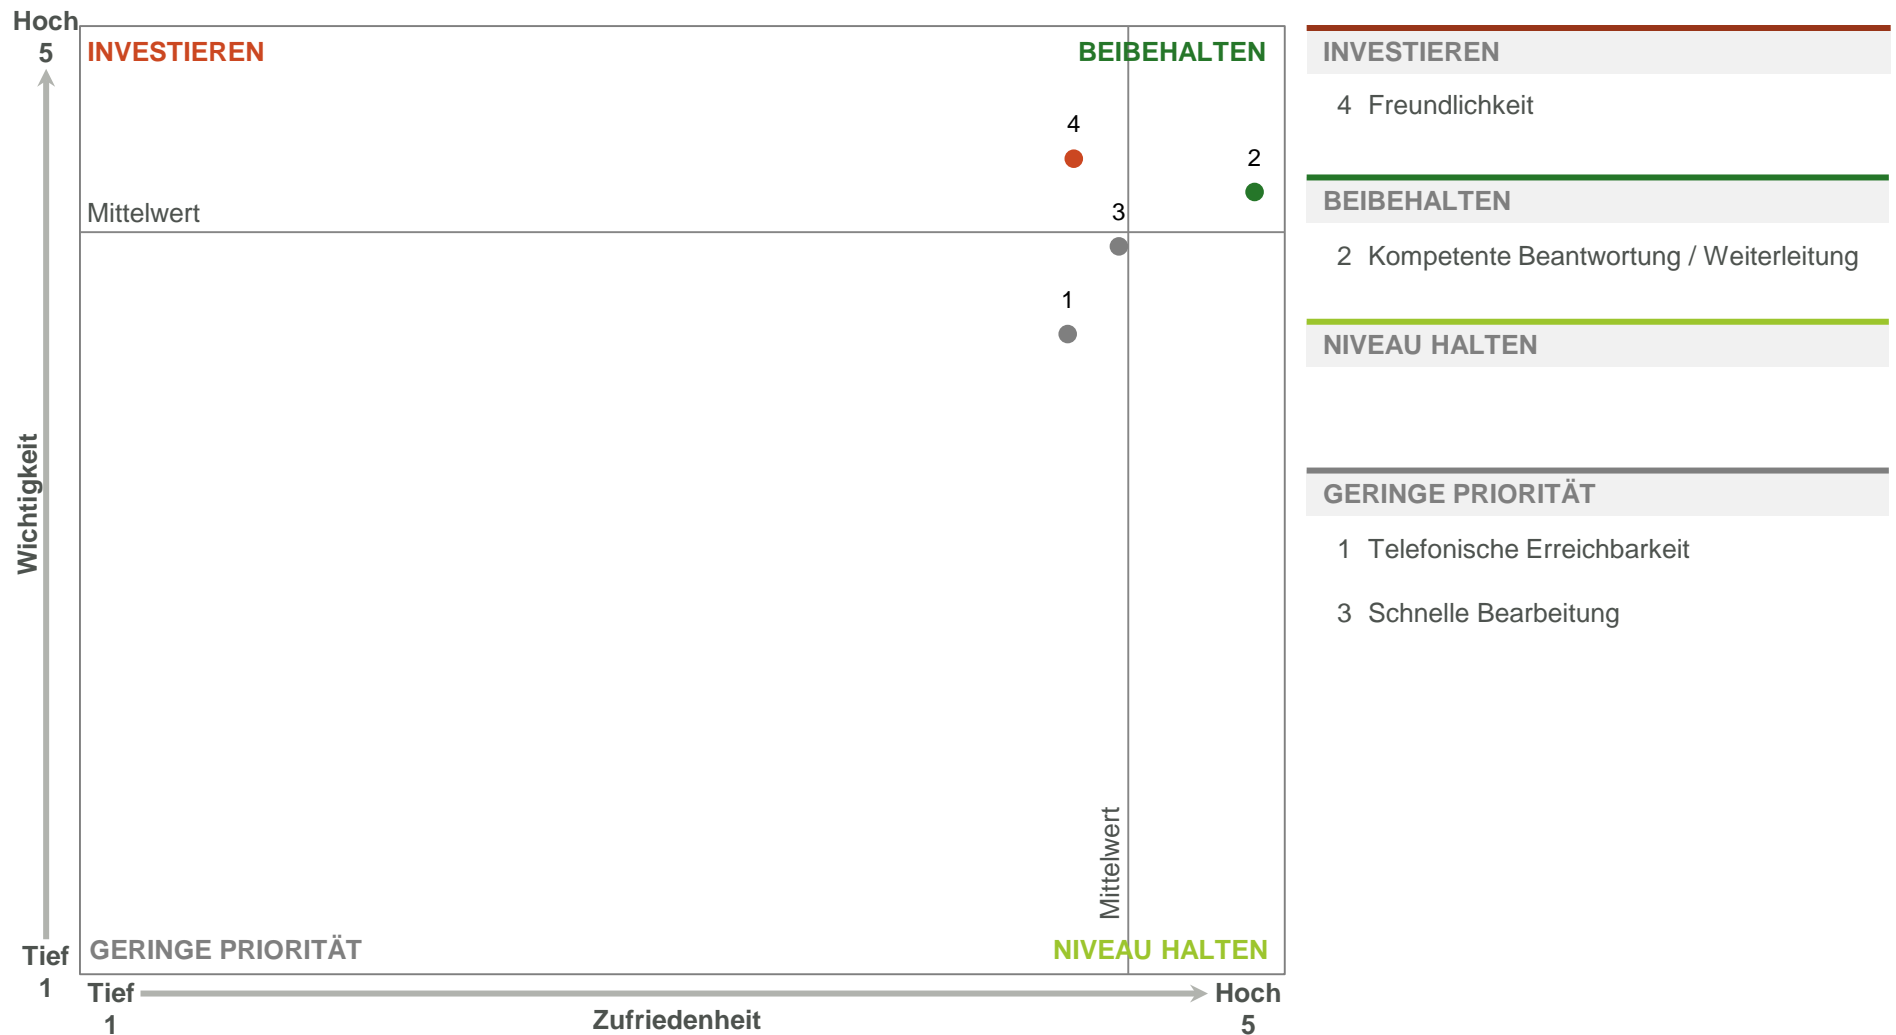 Hoch
5
INVESTIEREN
BEIBEHALTEN
4
2
Mittelwert
3
1
Wichtigkeit
Mittelwert
Tief
1
GERINGE PRIORITÄT
NIVEAU HALTEN
Tief
1
Zufriedenheit
Hoch
5
INVESTIEREN
4 Freundlichkeit
BEIBEHALTEN
2 Kompetente Beantwortung / Weiterleitung
NIVEAU HALTEN
GERINGE PRIORITÄT
1 Telefonische Erreichbarkeit
3 Schnelle Bearbeitung